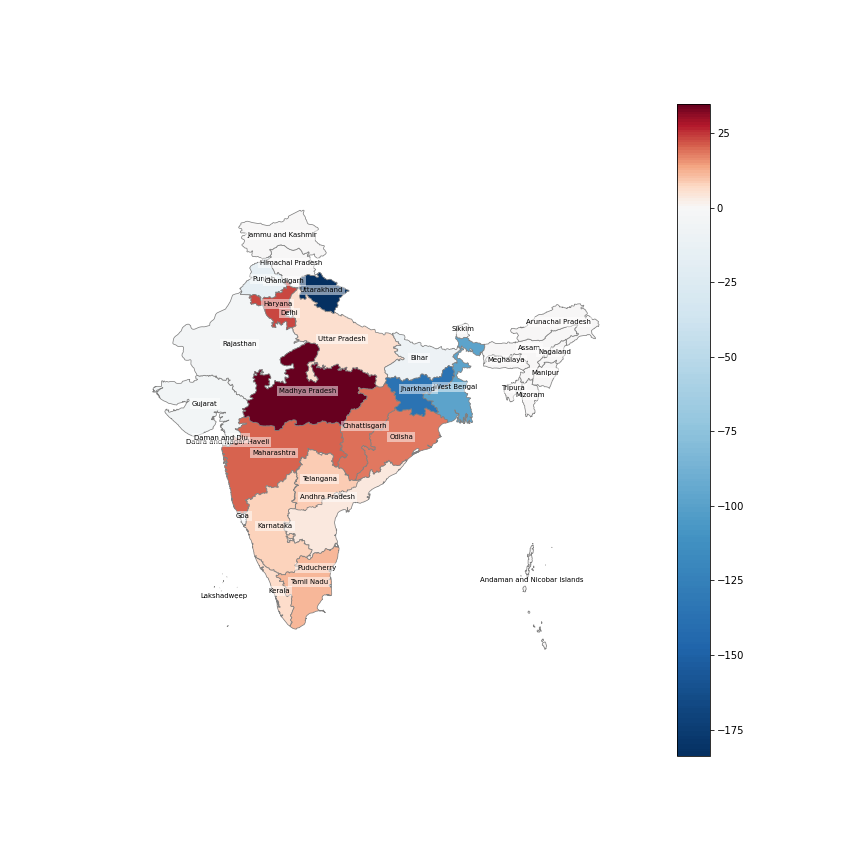 Jammu and Kashmir
Himachal Pradesh
Chandigarh
Uttarakhand
Haryana
Delhi
Rajasthan
Uttar Pradesh
Sikkim
Arunachal Pradesh
Assam
Nagaland
Meghalaya
Manipur
Tripura
Mizoram
Bihar
Jharkhand
West Bengal
Madhya Pradesh
Gujarat
Daman and Diu
Dadra and Nagar Haveli
Chhattisgarh
Odisha
Maharashtra
Telangana
Andhra Pradesh
Goa
Karnataka
Puducherry
Tamil Nadu
Kerala
Lakshadweep
Andaman and Nicobar Islands
25
0
−25
−50
−75
−100
−125
−150
−175